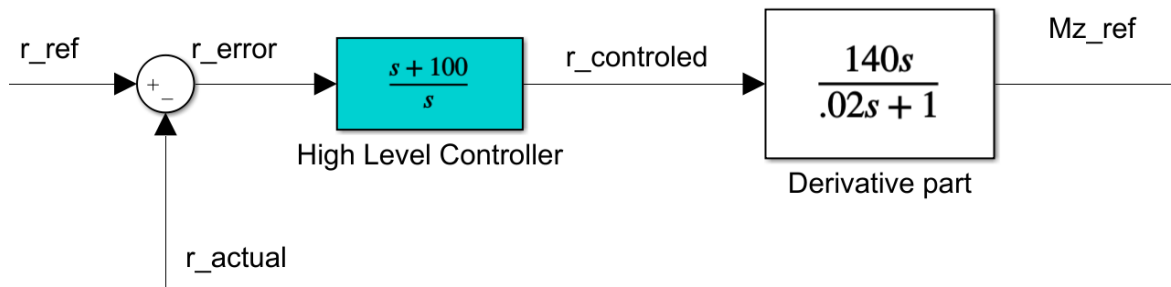 r_ref
r_error
+
_
s + 100
s
High Level Controller
r_controled
140s
.02s + 1
Derivative part
Mz_ref
r_actual